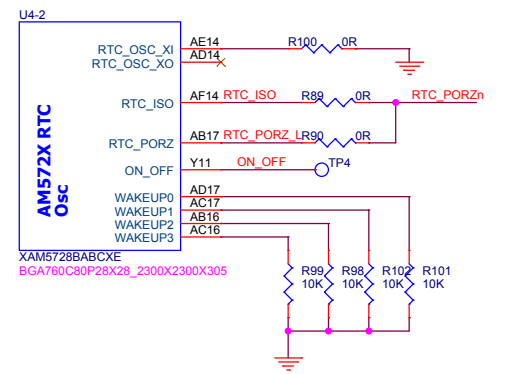 U4-2
RTC_OSC_XI AE14 R100 0R
RTC_OSC_XO AD14
RTC_ISO AF14 RTC_ISO R89 0R RTC_PORZn
RTC_PORZ AB17 RTC_PORZ_L R90 0R
ON_OFF Y11 ON_OFF TP4
WAKEUP0 AD17
WAKEUP1 AC17
WAKEUP2 AB16
WAKEUP3 AC16
AM572X RTC
Osc
XAM5728BABCXE
BGA760C80P28X28_2300X2300X305
R99 R98 R102 R101
10K 10K 10K 10K